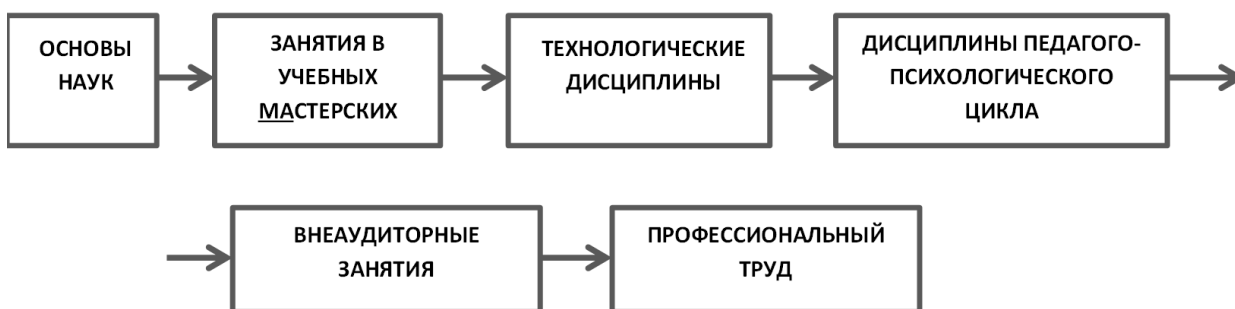 ОСНОВЫ
НАУК
ЗАНЯТИЯ В
УЧЕБНЫХ
МАСТЕРСКИХ
ТЕХНОЛОГИЧЕСКИЕ
ДИСЦИПЛИНЫ
ДИСЦИПЛИНЫ ПЕДАГОГО-
ПСИХОЛОГИЧЕСКОГО
ЦИКЛА
ВНЕАУДИТОРНЫЕ
ЗАНЯТИЯ
ПРОФЕССИОНАЛЬНЫЙ
ТРУД